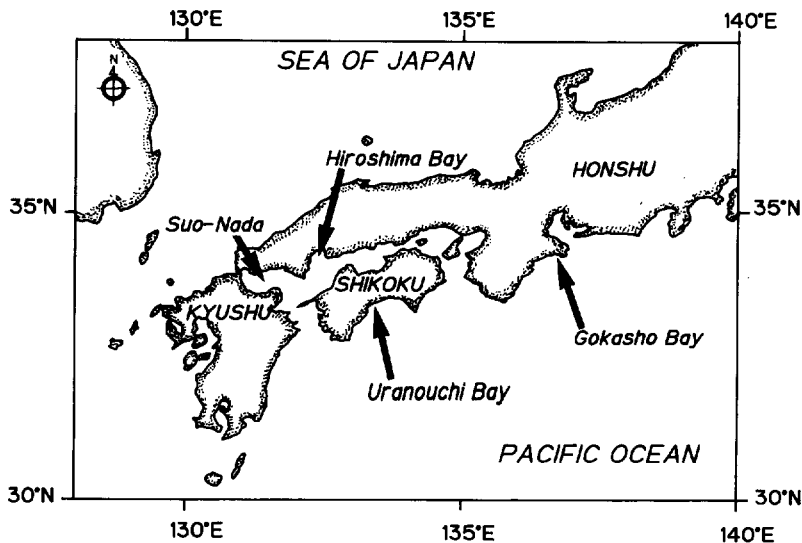 130°E
135°E
140°E
N
SEA OF JAPAN
Hiroshima Bay
HONSHU
35°N
35°N
Suo-Nada
SHIKOKU
KYUSHU
Gokasho Bay
Uranouchi Bay
PACIFIC OCEAN
30°N
30°N
130°E
135°E
140°E